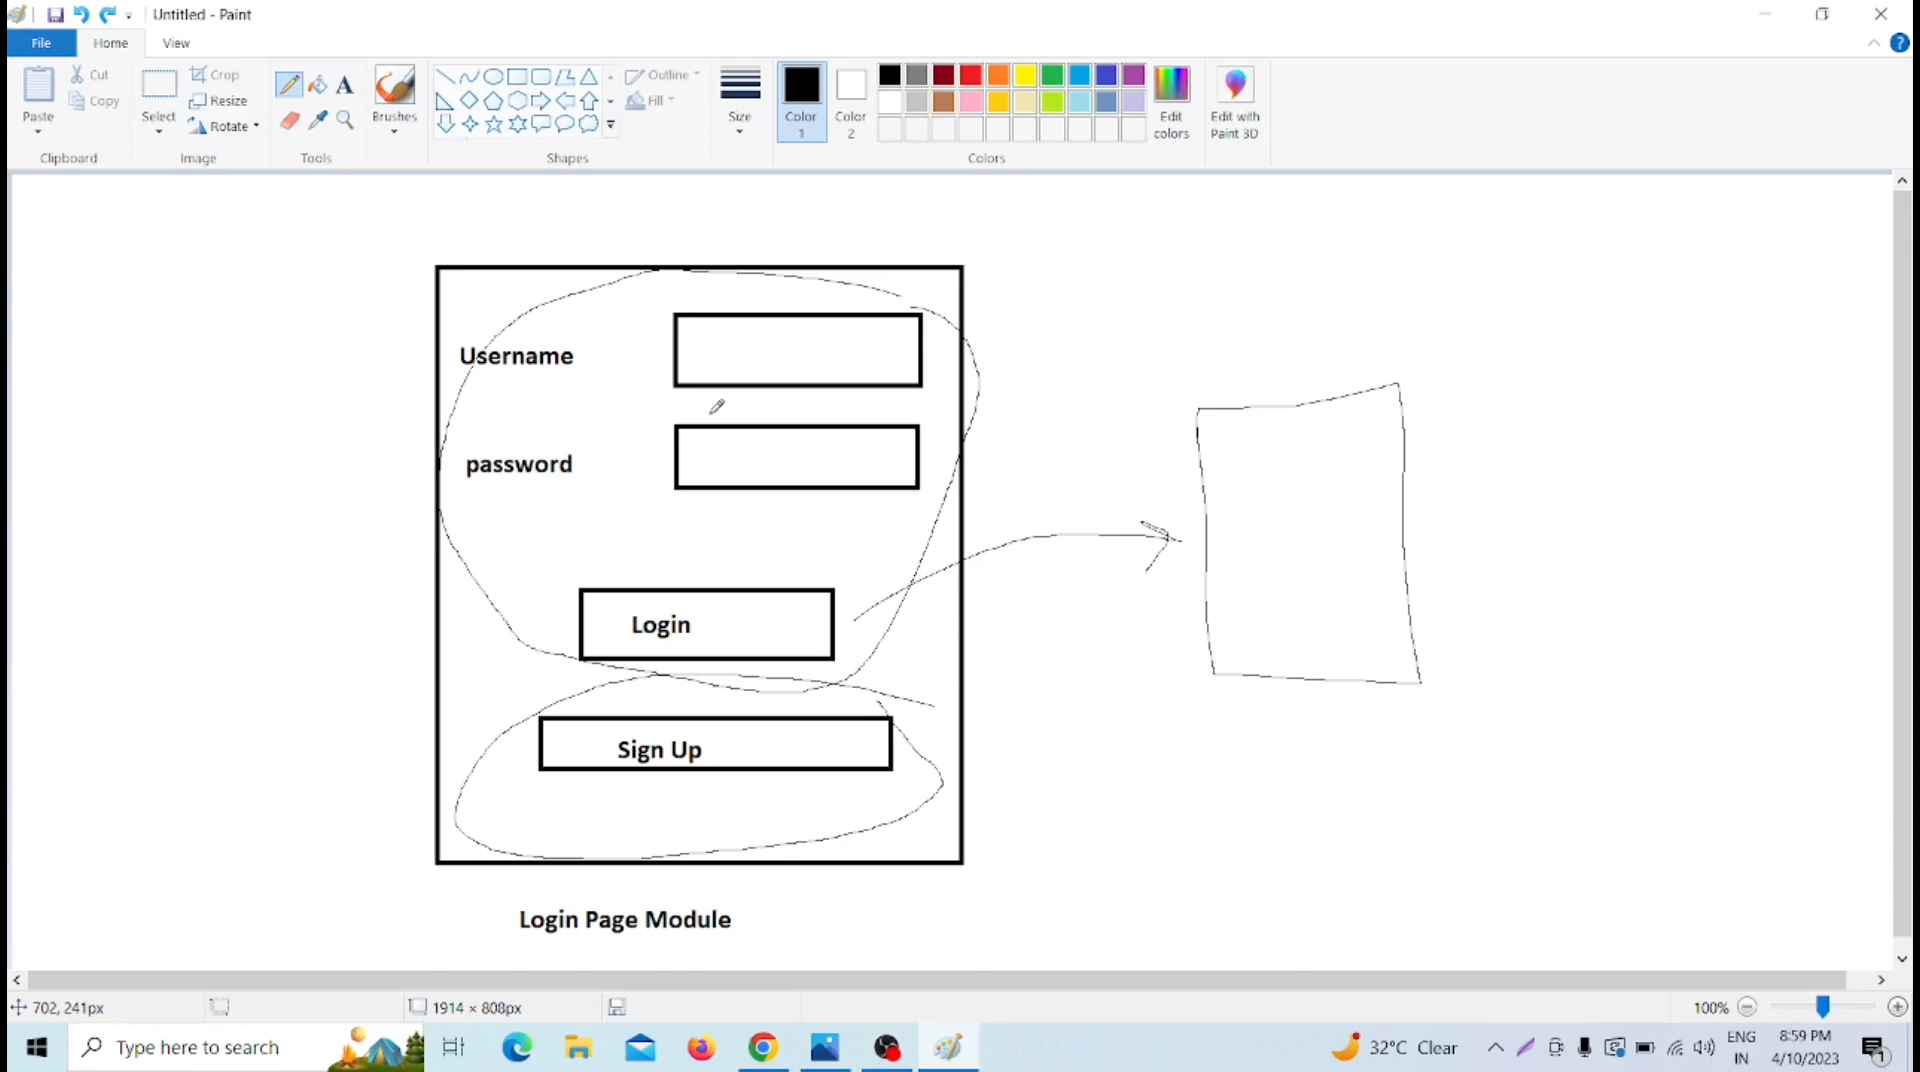 Untitled - Paint
File Home View
Cut
Copy
Paste
Clipboard
Select
Crop
Resize
Rotate
Image
A
Tools
Brushes
Outline
Fill
Shapes
Size
Color
1
Color
2
Edit
colors
Edit with
Paint 3D
Colors
Username
password
Login
Sign Up
Login Page Module
702, 241px
1914 × 808px
100%
Type here to search
32°C Clear
ENG
IN
8:59 PM
4/10/2023
1